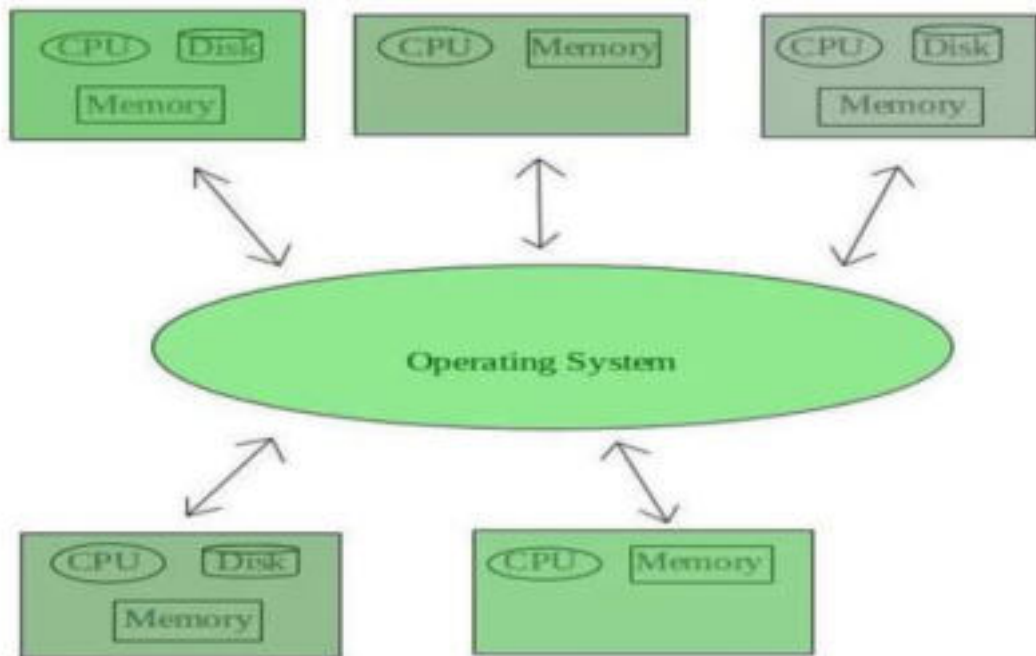 CPU Disk
Memory
CPU Memory
CPU Disk
Memory
Operating System
CPU Disk
Memory
CPU Memory